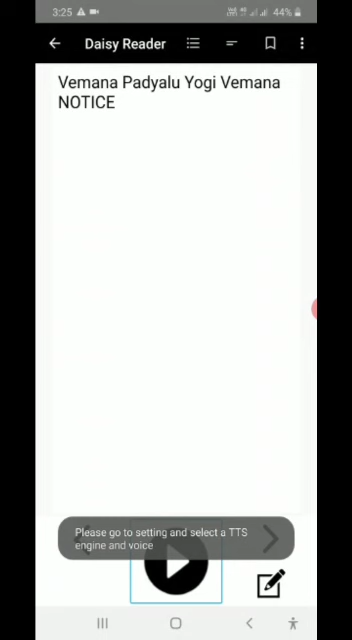 3:25
44%
Daisy Reader
Vemana Padyalu Yogi Vemana
NOTICE
Please go to setting and select a TTS
engine and voice